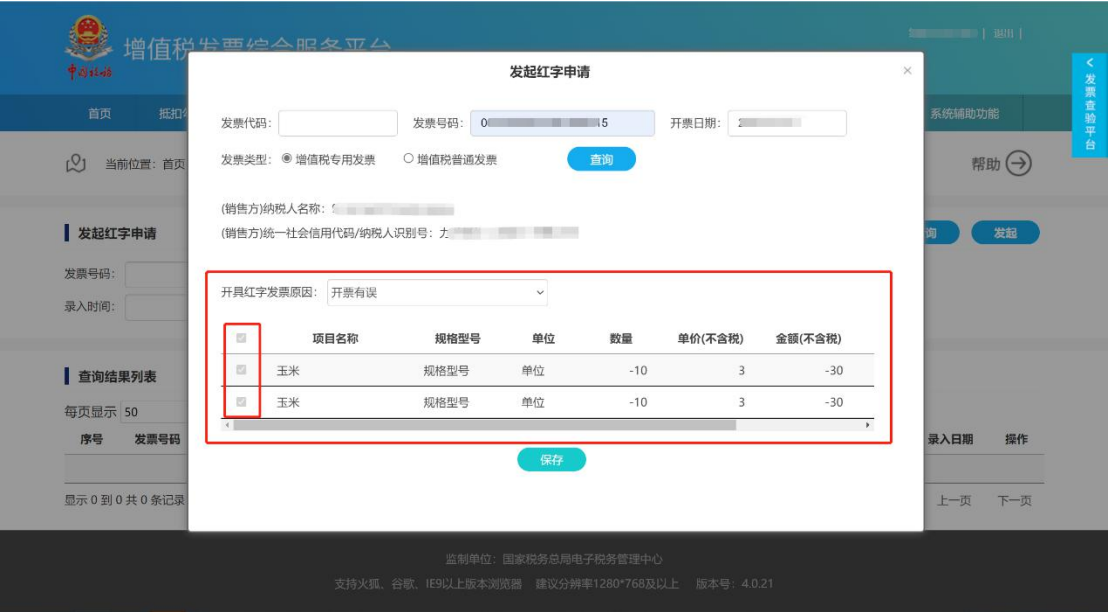 中国税务
增值税发票综合服务平台
退出
首页
抵扣
系统辅助功能
发票查验平台
当前位置：首页
帮助
发起红字申请
发票代码：
发票号码：
0
5
开票日期：
2
发票类型：
增值税专用发票
增值税普通发票
查询
(销售方)纳税人名称：
(销售方)统一社会信用代码/纳税人识别号：
发起红字申请
询
发起
发票号码：
录入时间：
开具红字发票原因：
开票有误
项目名称 规格型号 单位 数量 单价(不含税) 金额(不含税)
玉米 规格型号 单位 -10 3 -30
玉米 规格型号 单位 -10 3 -30
保存
查询结果列表
每页显示 50
序号 发票号码
录入日期 操作
显示 0 到 0 共 0 条记录
上一页 下一页
监制单位：国家税务总局电子税务管理中心
支持火狐、谷歌、IE9以上版本浏览器 建议分辨率1280*768及以上 版本号：4.0.21